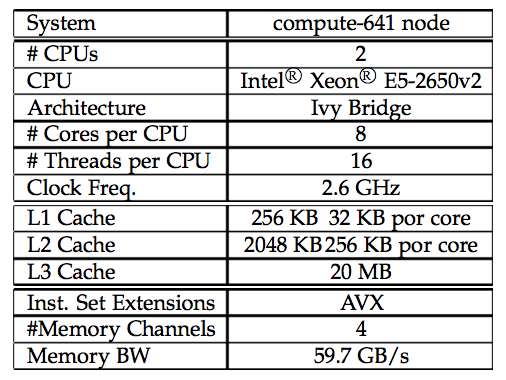 System compute-641 node
# CPUs 2
CPU Intel® Xeon® E5-2650v2
Architecture Ivy Bridge
# Cores per CPU 8
# Threads per CPU 16
Clock Freq. 2.6 GHz
L1 Cache 256 KB 32 KB por core
L2 Cache 2048 KB 256 KB por core
L3 Cache 20 MB
Inst. Set Extensions AVX
#Memory Channels 4
Memory BW 59.7 GB/s